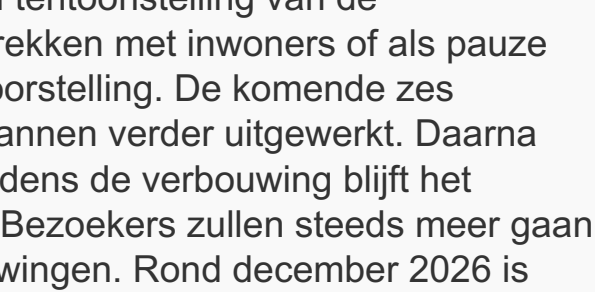 tentoonstelling van de
rekken met inwoners of als pauze
orstelling. De komende zes
annen verder uitgewerkt. Daarna
dens de verbouwing blijft het
Bezoekers zullen steeds meer gaan
wingen. Rond december 2026 is